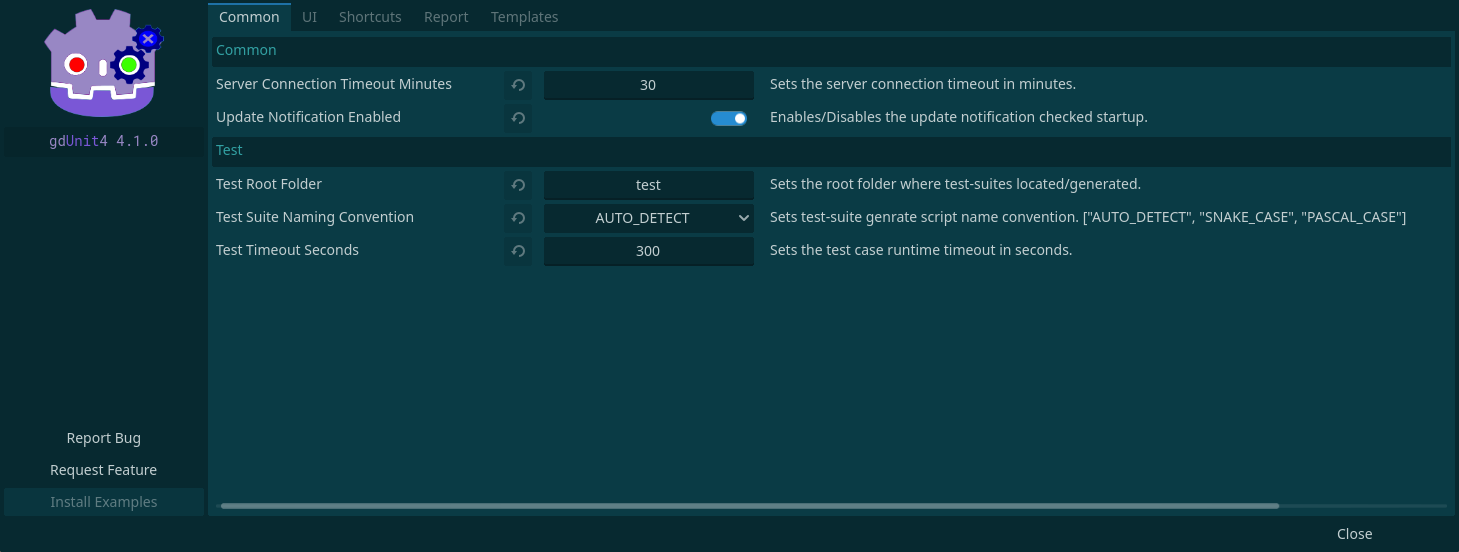 Common UI Shortcuts Report Templates
Common
Server Connection Timeout Minutes 30 Sets the server connection timeout in minutes.
Update Notification Enabled Enables/Disables the update notification checked startup.
gdUnit4 4.1.0
Test
Test Root Folder test Sets the root folder where test-suites located/generated.
Test Suite Naming Convention AUTO_DETECT Sets test-suite genrate script name convention. ["AUTO_DETECT", "SNAKE_CASE", "PASCAL_CASE"]
Test Timeout Seconds 300 Sets the test case runtime timeout in seconds.
Report Bug
Request Feature
Install Examples
Close